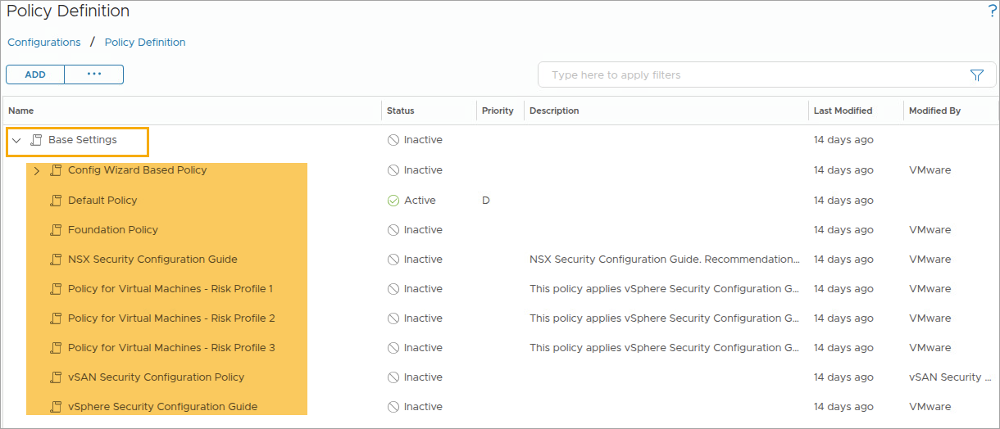 Policy Definition ?
Configurations / Policy Definition
ADD ...
Type here to apply filters
Name Status Priority Description Last Modified Modified By
Base Settings Inactive 14 days ago
Config Wizard Based Policy Inactive 14 days ago VMware
Default Policy Active D 14 days ago
Foundation Policy Inactive 14 days ago VMware
NSX Security Configuration Guide Inactive NSX Security Configuration Guide. Recommendation... 14 days ago VMware
Policy for Virtual Machines - Risk Profile 1 Inactive This policy applies vSphere Security Configuration G... 14 days ago VMware
Policy for Virtual Machines - Risk Profile 2 Inactive This policy applies vSphere Security Configuration G... 14 days ago VMware
Policy for Virtual Machines - Risk Profile 3 Inactive This policy applies vSphere Security Configuration G... 14 days ago VMware
vSAN Security Configuration Policy Inactive 14 days ago vSAN Security ...
vSphere Security Configuration Guide Inactive 14 days ago VMware